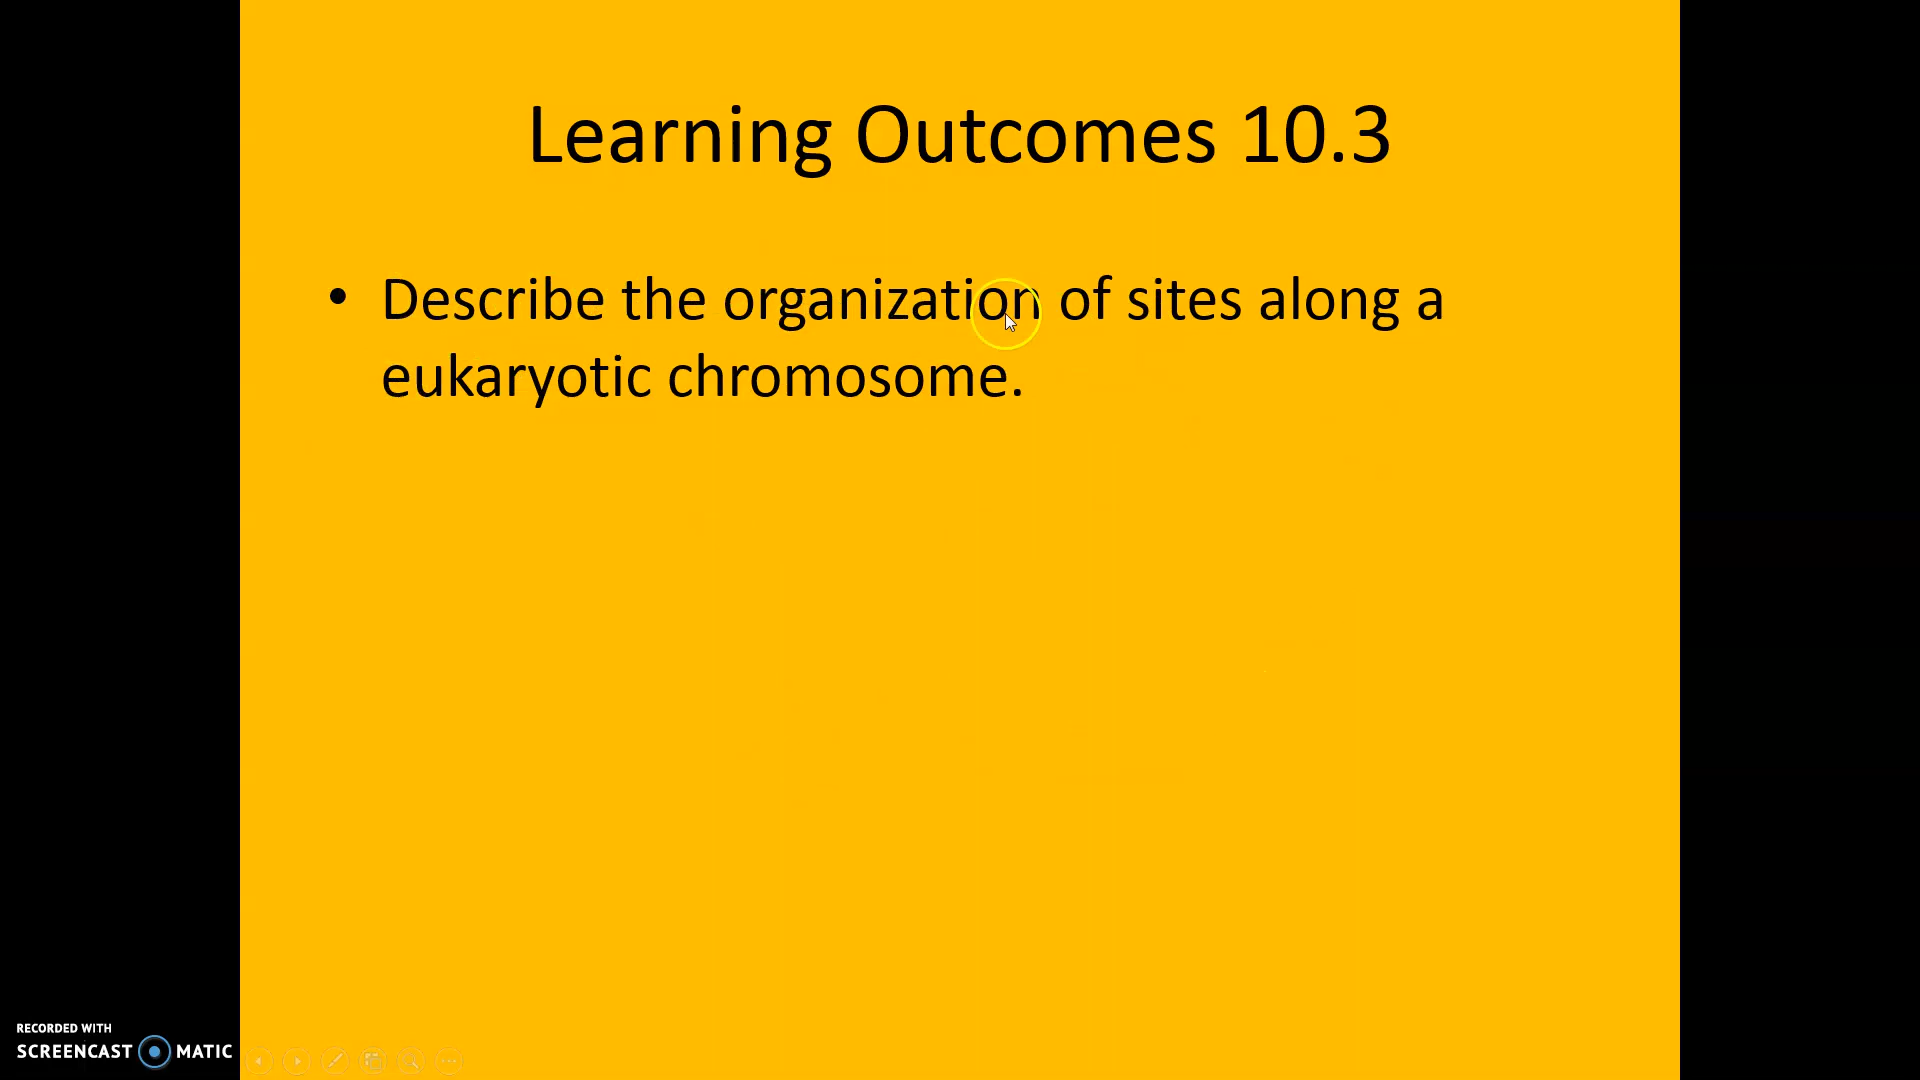 Learning Outcomes 10.3
• Describe the organization of sites along a
eukaryotic chromosome.
RECORDED WITH
SCREENCAST MATIC